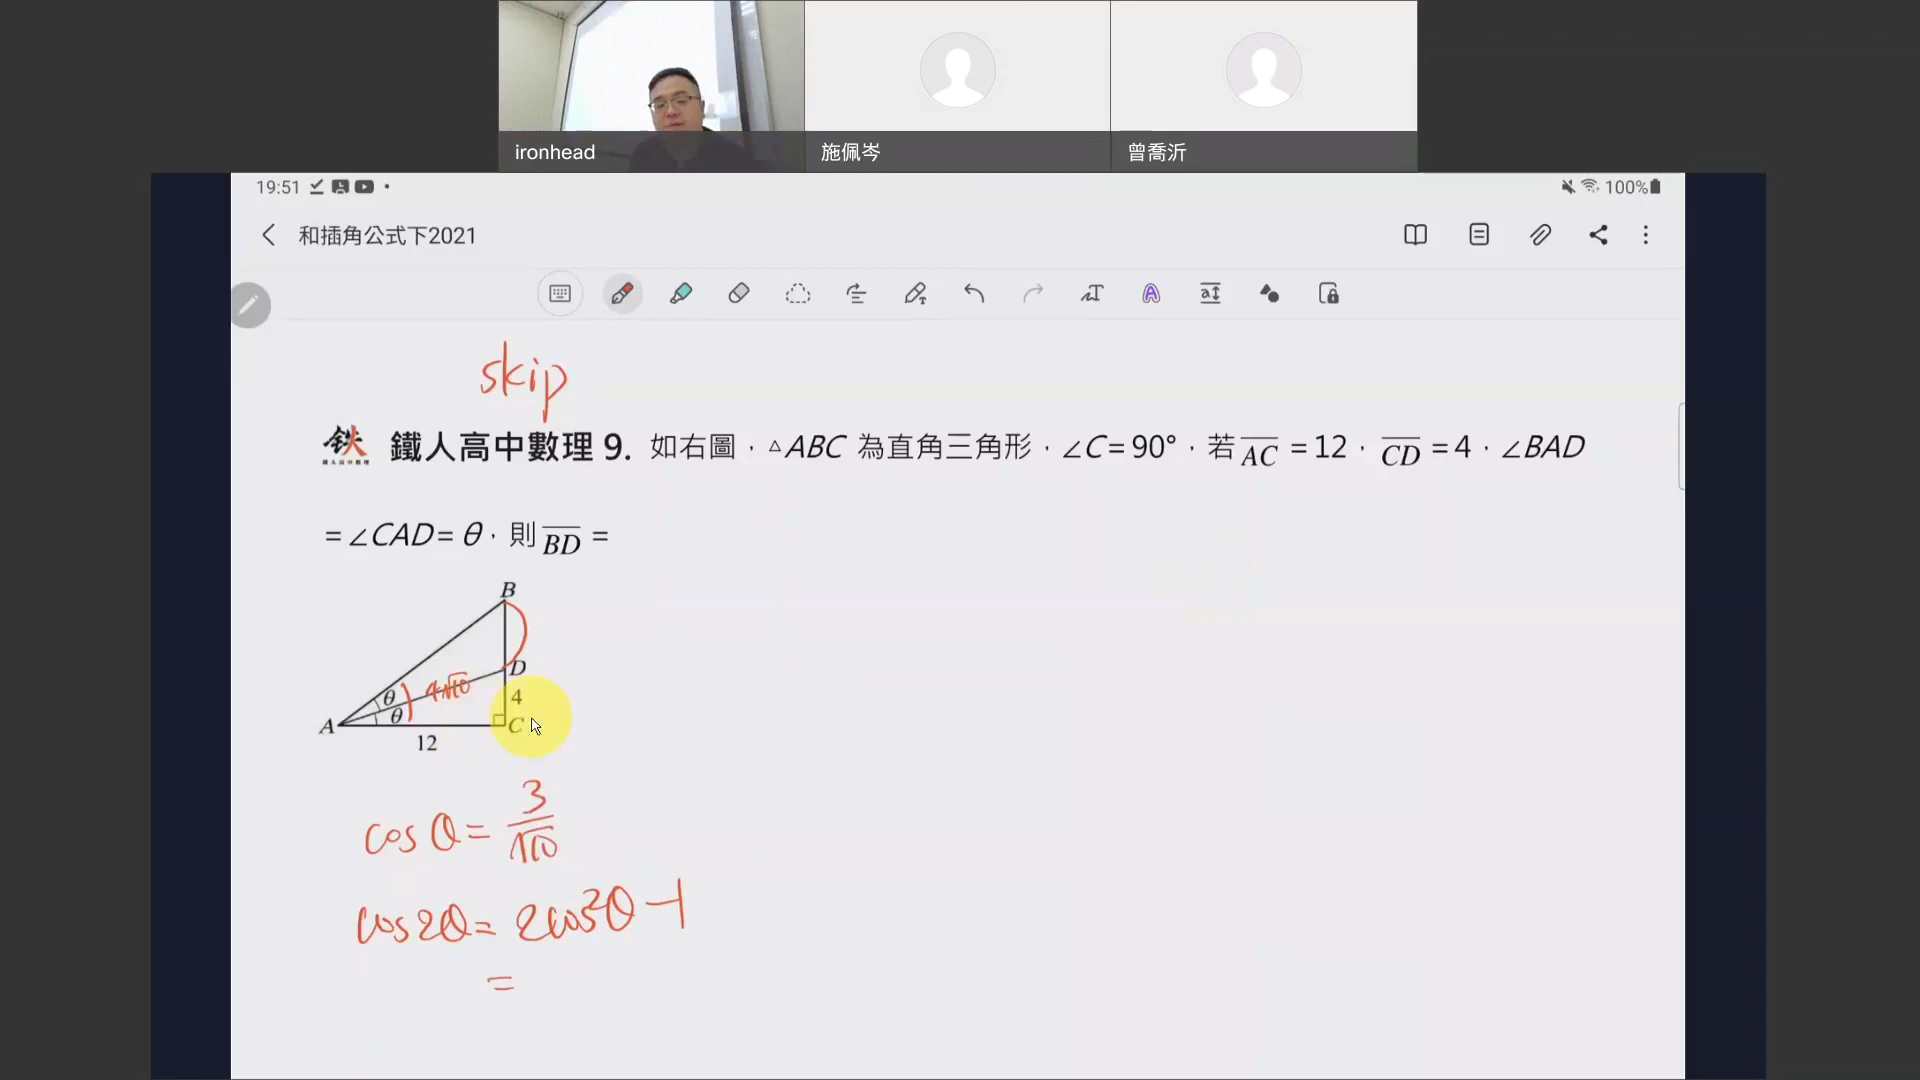 ironhead
施佩岑
曾喬沂
19:51
100%
和插角公式下2021
skip
鐵人高中數理 9. 如右圖，△ABC 為直角三角形，∠C = 90°，若 AC = 12，CD = 4，∠BAD
= ∠CAD = θ，則 BD =
B
D
4√10
θ
4
θ
A
C
12
cos θ = 3/√10
cos2θ = 2cos²θ - 1
=